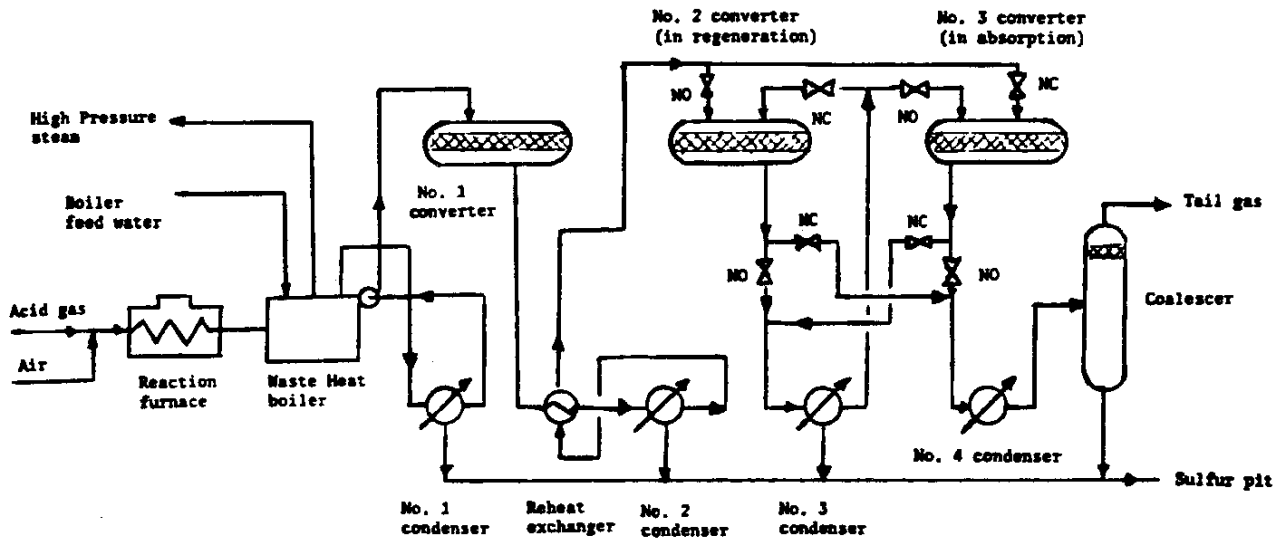 No. 2 converter
(in regeneration)
No. 3 converter
(in absorption)
NO
NC
NO
NC
High Pressure
steam
No. 1
converter
Boiler
feed water
NC
NC
NO
NO
Tail gas
Coalescer
Acid gas
Air
Reaction
furnace
Waste Heat
boiler
No. 4 condenser
Sulfur pit
No. 1
condenser
Reheat
exchanger
No. 2
condenser
No. 3
condenser